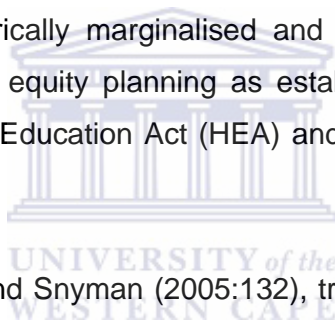 rically marginalised and
equity planning as esta
Education Act (HEA) and
UNIVERSITY of the
nd Snyman (2005:132), tr
WESTERN CAPE